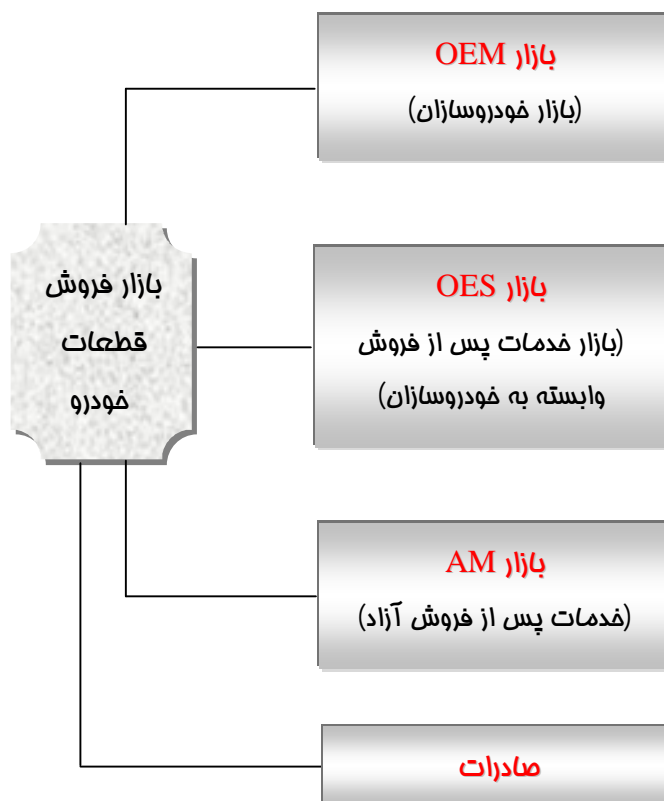 بازار OEM
(بازار خودروسازان)
بازار فروش
قطعات
خودرو
بازار OES
(بازار خدمات پس از فروش
وابسته به خودروسازان)
بازار AM
(خدمات پس از فروش آزاد)
صادرات